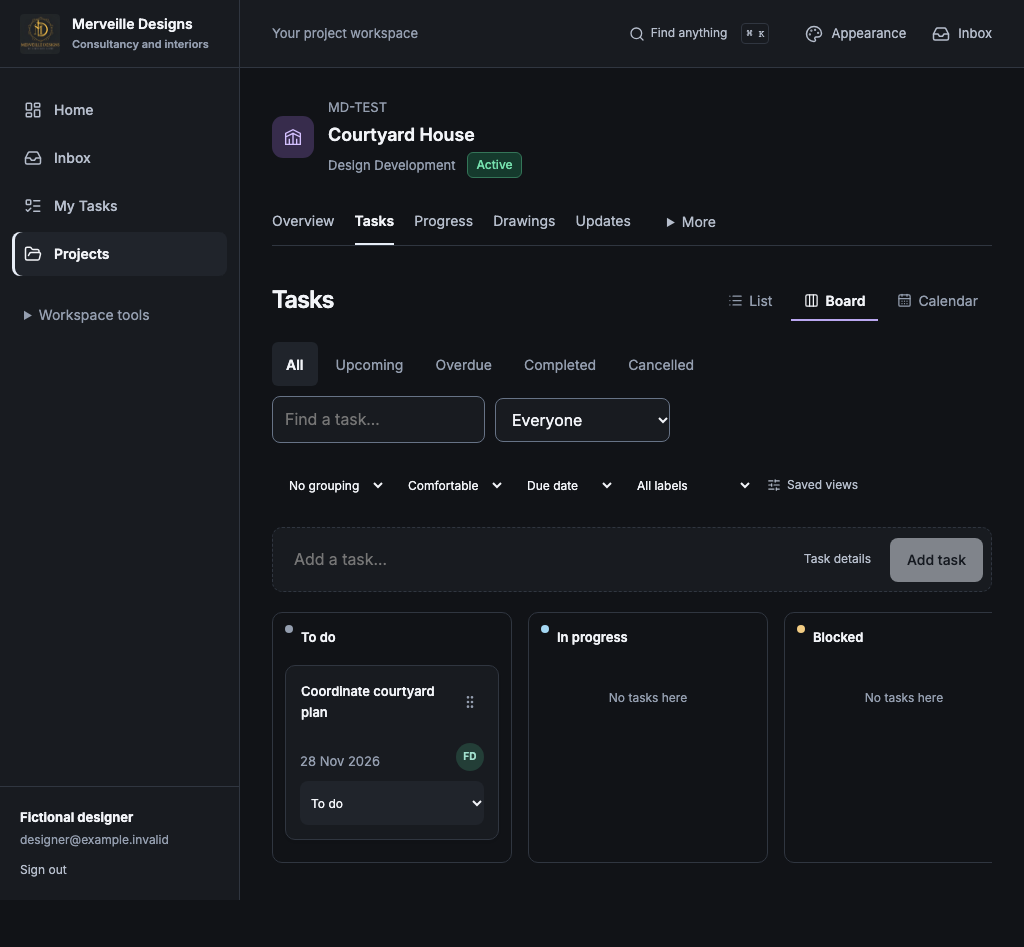 Merveille Designs
Consultancy and interiors
Your project workspace
Find anything
⌘ K
Appearance
Inbox
Home
Inbox
My Tasks
Projects
Workspace tools
MD-TEST
Courtyard House
Design Development
Active
Overview
Tasks
Progress
Drawings
Updates
More
Tasks
List
Board
Calendar
All
Upcoming
Overdue
Completed
Cancelled
Find a task...
Everyone
No grouping
Comfortable
Due date
All labels
Saved views
Add a task...
Task details
Add task
To do
Coordinate courtyard
plan
28 Nov 2026
FD
To do
In progress
No tasks here
Blocked
No tasks here
Fictional designer
designer@example.invalid
Sign out